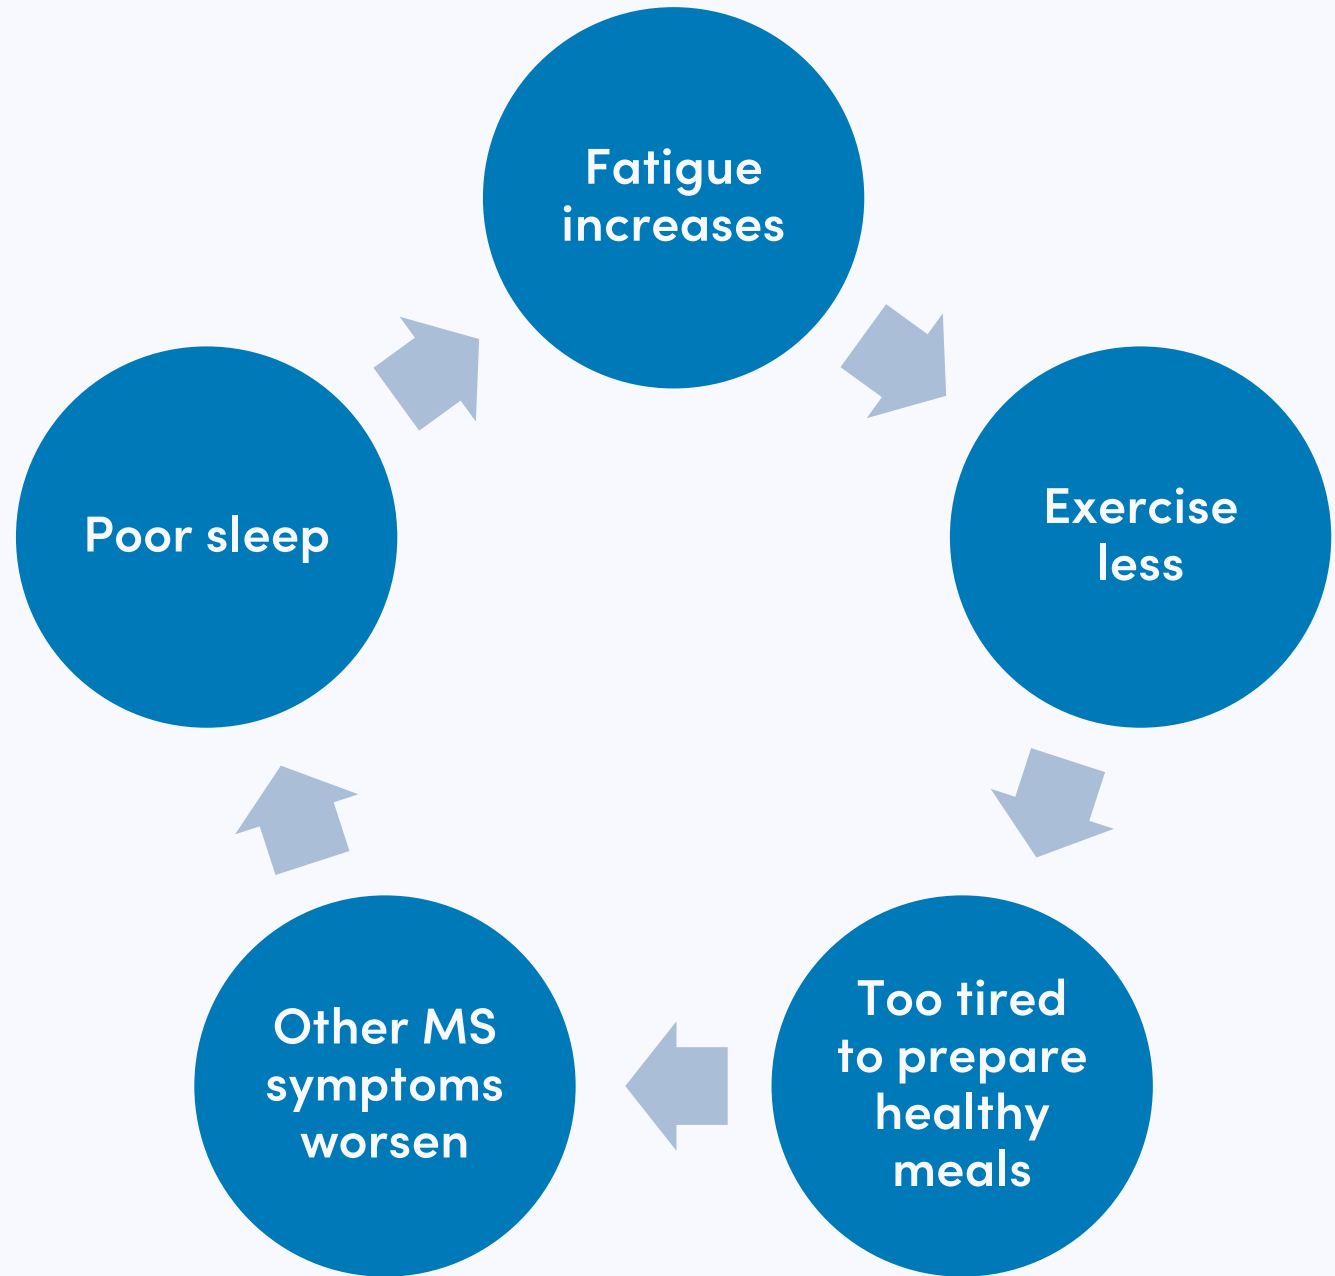 Fatigue
increases
Exercise
less
Too tired
to prepare
healthy
meals
Other MS
symptoms
worsen
Poor sleep